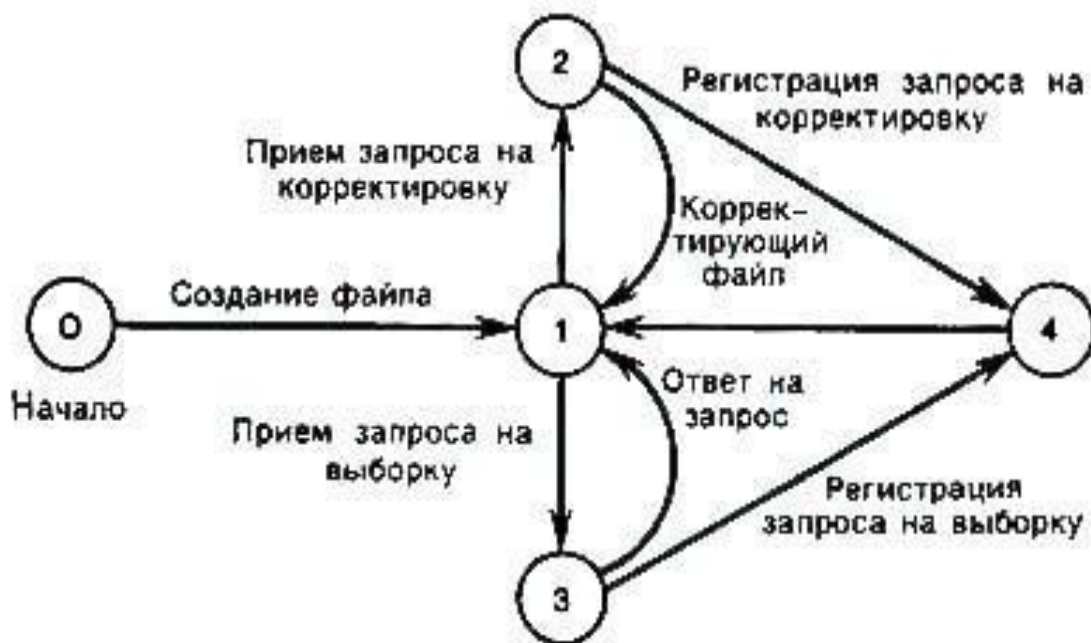 2
Регистрация запроса на
корректировку
Прием запроса на
корректировку
Коррек-
тирующий
файл
Создание файла
0
1
4
Начало
Ответ на
запрос
Прием запроса на
выборку
Регистрация
запроса на выборку
3